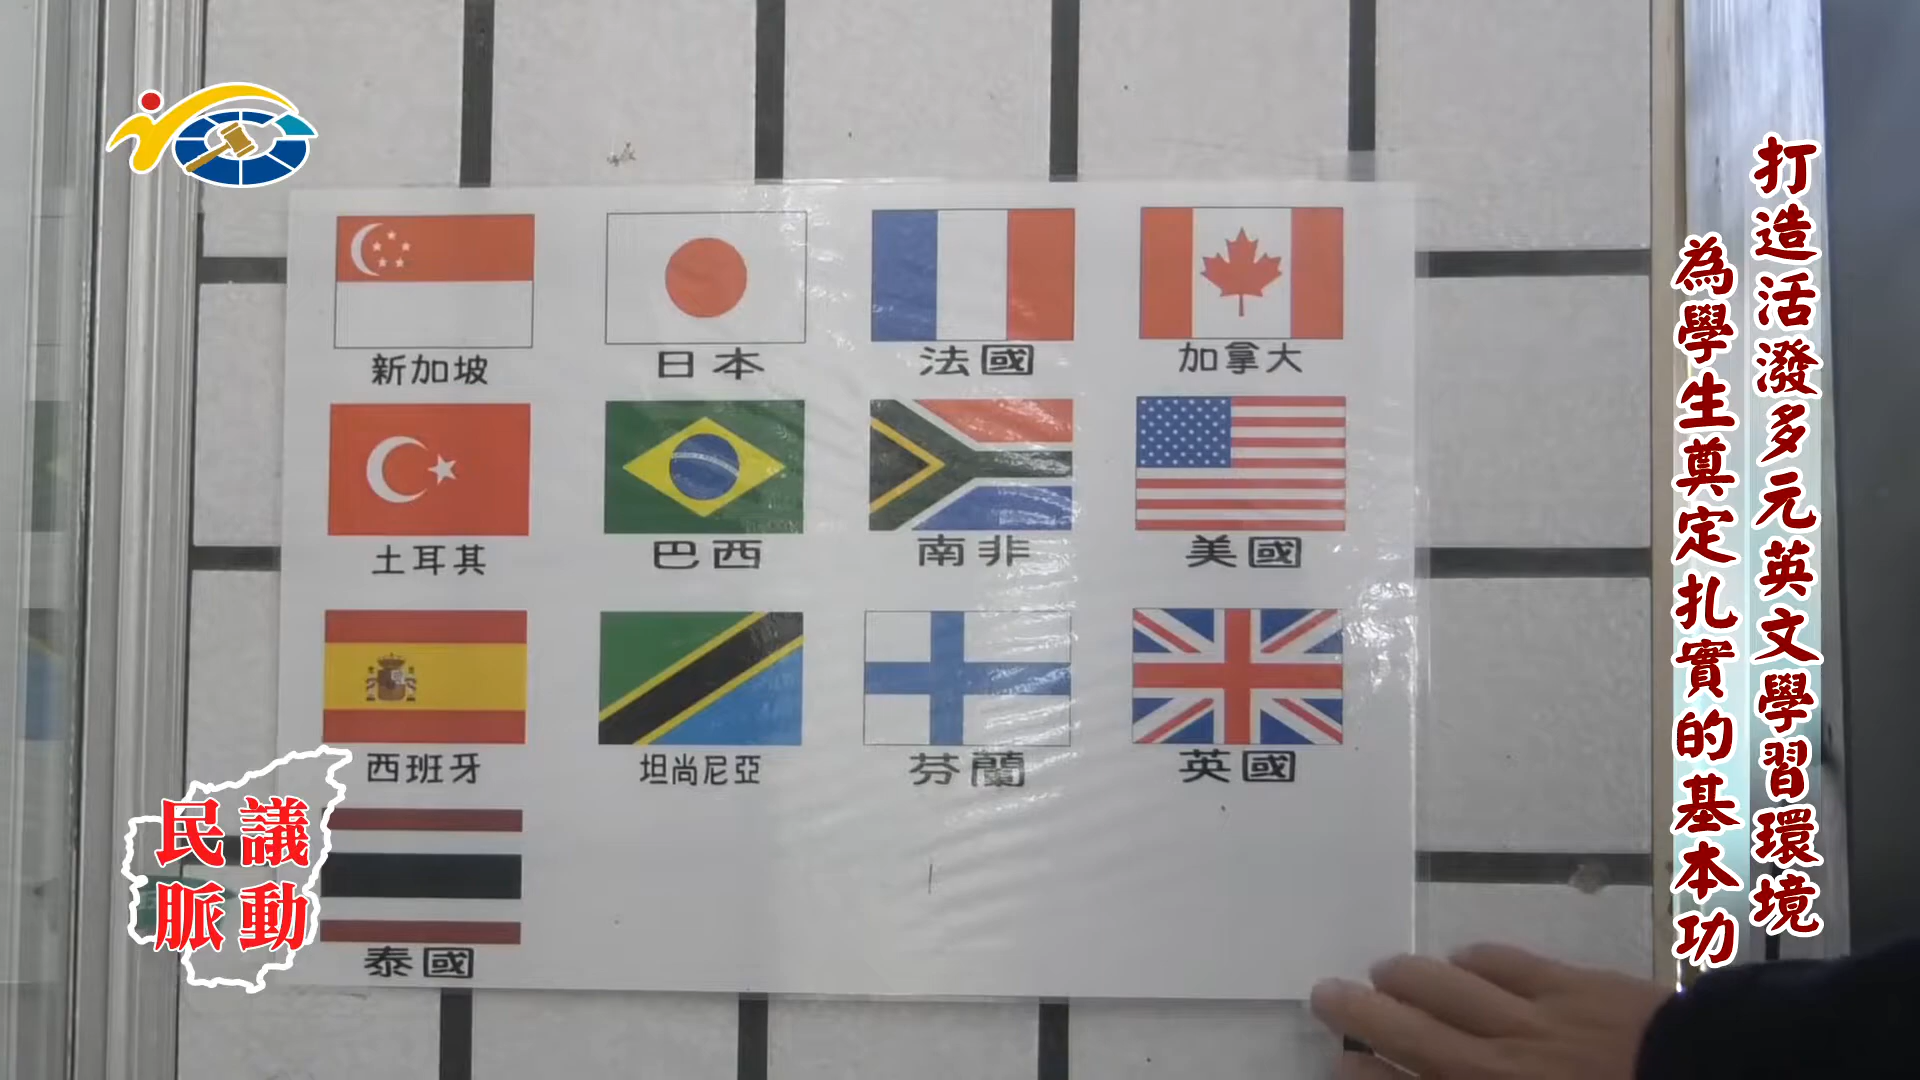 打造活潑多元英文學習環境
為學生奠定扎實的基本功
新加坡
日本
法國
加拿大
土耳其
巴西
南非
美國
西班牙
坦尚尼亞
芬蘭
英國
泰國
民議
脈動